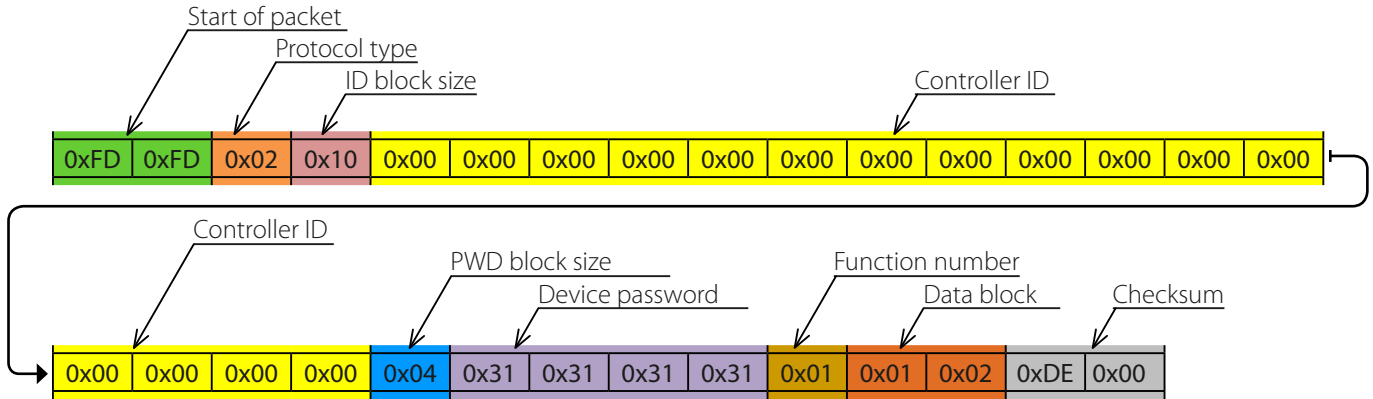 Start of packet
Protocol type
ID block size
Controller ID
0xFD 0xFD 0x02 0x10 0x00 0x00 0x00 0x00 0x00 0x00 0x00 0x00 0x00 0x00 0x00 0x00
Controller ID
PWD block size
Function number
Device password
Data block
Checksum
0x00 0x00 0x00 0x00 0x04 0x31 0x31 0x31 0x31 0x01 0x01 0x02 0xDE 0x00